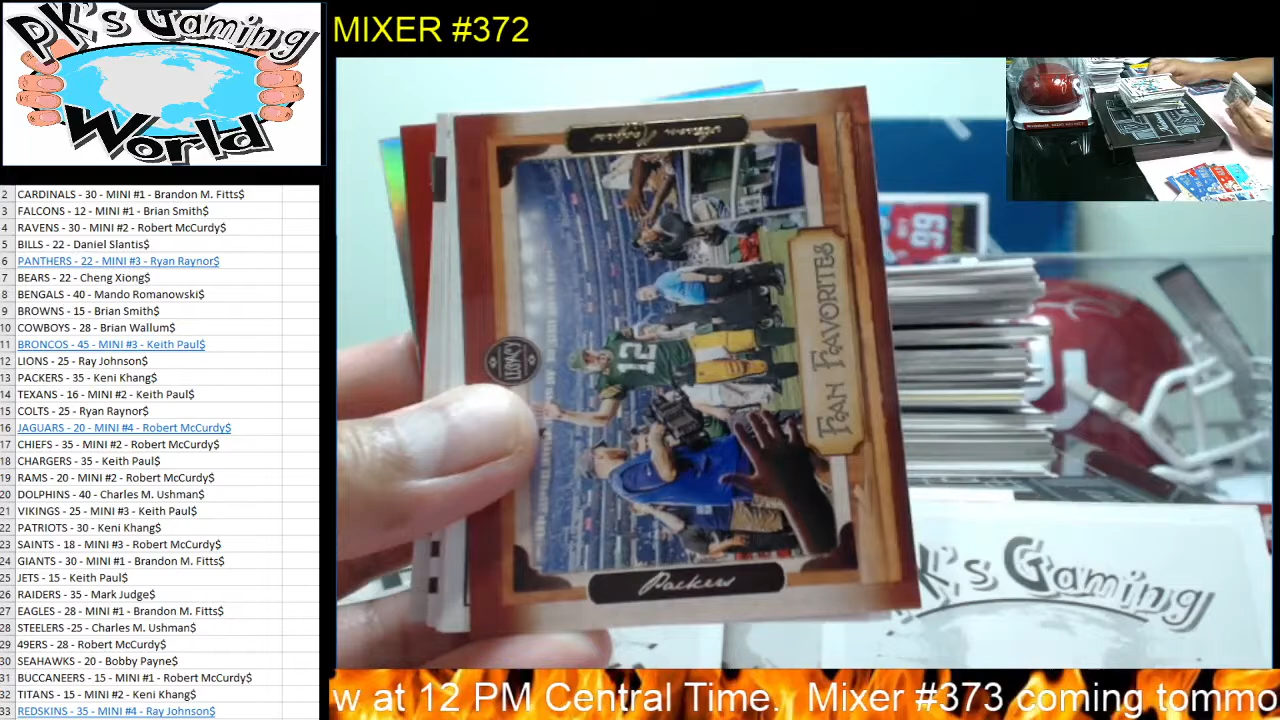 PK's Gaming
World
MIXER #372
2 CARDINALS - 30 - MINI #1 - Brandon M. Fitts$
3 FALCONS - 12 - MINI #1 - Brian Smith$
4 RAVENS - 30 - MINI #2 - Robert McCurdy$
5 BILLS - 22 - Daniel Slantis$
6 PANTHERS - 22 - MINI #3 - Ryan Raynor$
7 BEARS - 22 - Cheng Xiong$
8 BENGALS - 40 - Mando Romanowski$
9 BROWNS - 15 - Brian Smith$
10 COWBOYS - 28 - Brian Wallum$
11 BRONCOS - 45 - MINI #3 - Keith Paul$
12 LIONS - 25 - Ray Johnson$
13 PACKERS - 35 - Keni Khang$
14 TEXANS - 16 - MINI #2 - Keith Paul$
15 COLTS - 25 - Ryan Raynor$
16 JAGUARS - 20 - MINI #4 - Robert McCurdy$
17 CHIEFS - 35 - MINI #2 - Robert McCurdy$
18 CHARGERS - 35 - Keith Paul$
19 RAMS - 20 - MINI #2 - Robert McCurdy$
20 DOLPHINS - 40 - Charles M. Ushman$
21 VIKINGS - 25 - MINI #3 - Keith Paul$
22 PATRIOTS - 30 - Keni Khang$
23 SAINTS - 18 - MINI #3 - Robert McCurdy$
24 GIANTS - 30 - MINI #1 - Brandon M. Fitts$
25 JETS - 15 - Keith Paul$
26 RAIDERS - 35 - Mark Judge$
27 EAGLES - 28 - MINI #1 - Brandon M. Fitts$
28 STEELERS -25 - Charles M. Ushman$
29 49ERS - 28 - Robert McCurdy$
30 SEAHAWKS - 20 - Bobby Payne$
31 BUCCANEERS - 15 - MINI #1 - Robert McCurdy$
32 TITANS - 15 - MINI #2 - Keni Khang$
33 REDSKINS - 35 - MINI #4 - Ray Johnson$
Aaron Rodgers
FAN FAVORITES
LEGACY
12
Packers
99
PK's Gaming
w at 12 PM Central Time. Mixer #373 coming tommo